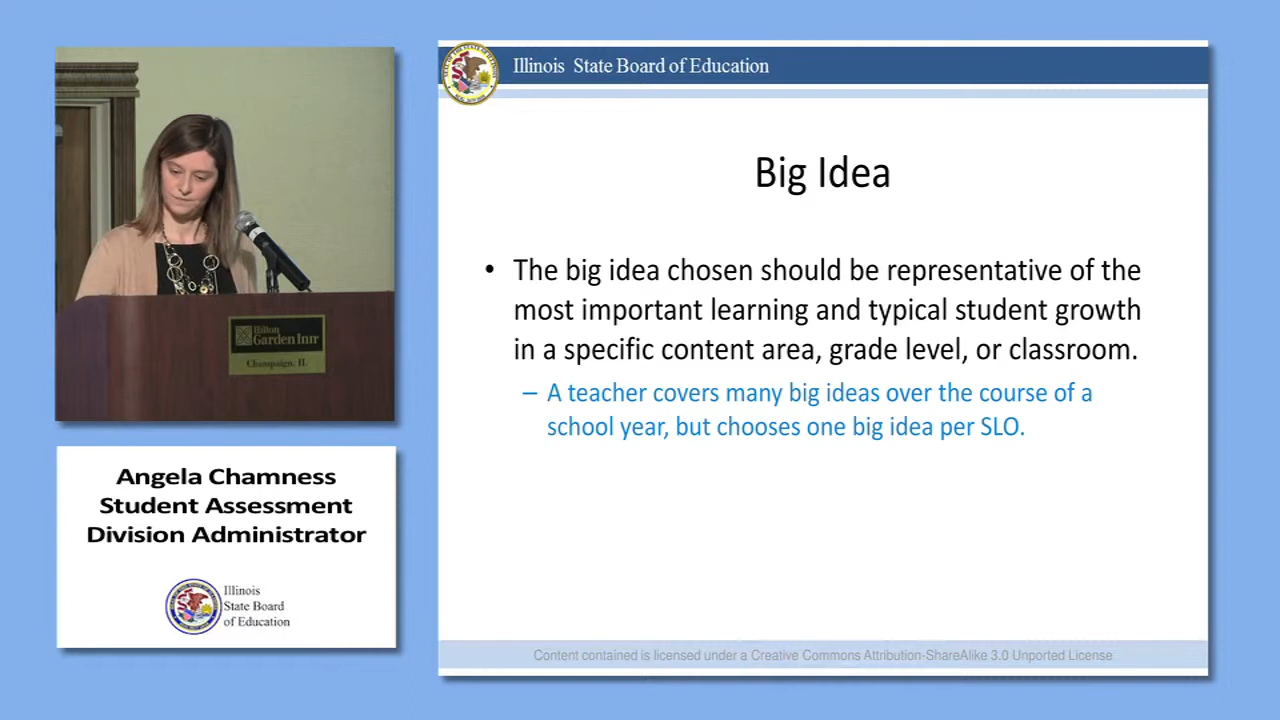 Illinois State Board of Education
Big Idea
• The big idea chosen should be representative of the
most important learning and typical student growth
in a specific content area, grade level, or classroom.
– A teacher covers many big ideas over the course of a
school year, but chooses one big idea per SLO.
Hilton
Garden Inn
Champaign, IL
Angela Chamness
Student Assessment
Division Administrator
Illinois
State Board
of Education
Content contained is licensed under a Creative Commons Attribution-ShareAlike 3.0 Unported License